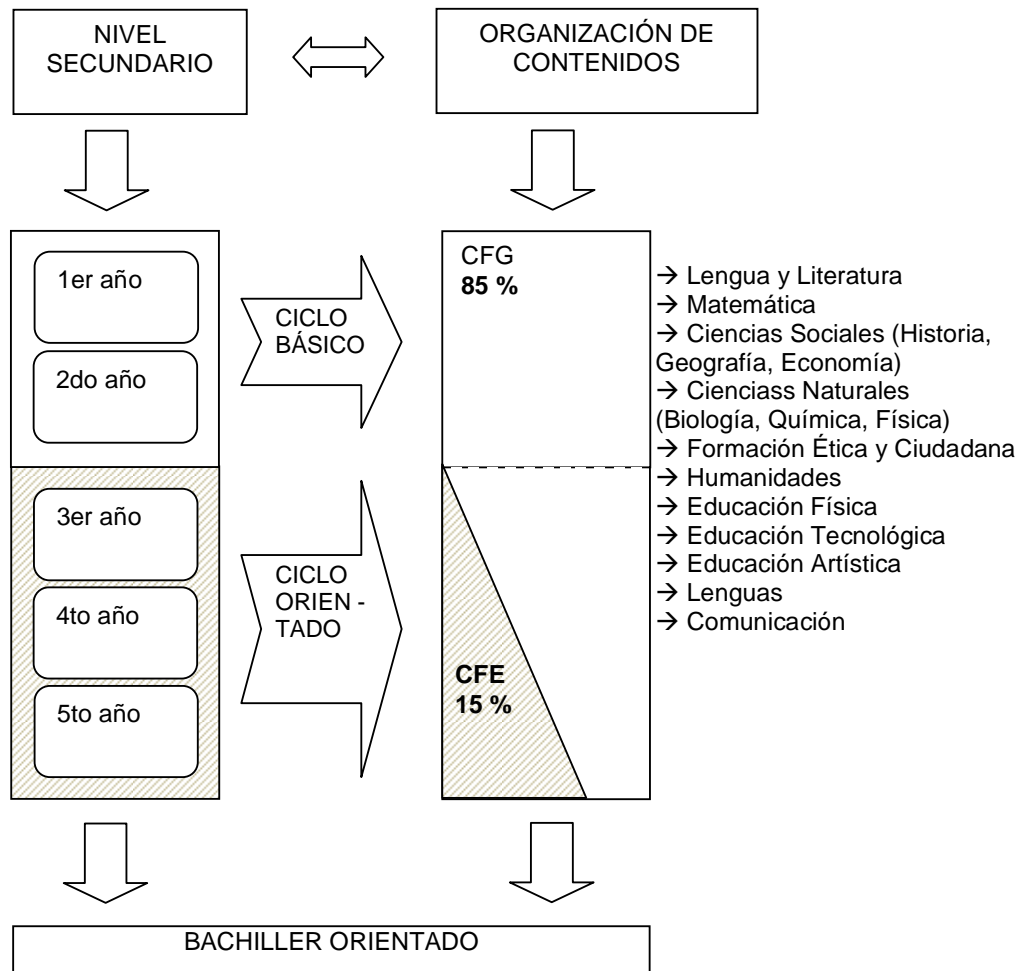 NIVEL
SECUNDARIO
ORGANIZACIÓN DE
CONTENIDOS
1er año
2do año
CICLO
BÁSICO
3er año
4to año
5to año
CICLO
ORIEN -
TADO
CFG
85 %
CFE
15 %
→ Lengua y Literatura
→ Matemática
→ Ciencias Sociales (Historia,
Geografía, Economía)
→ Cienciass Naturales
(Biología, Química, Física)
→ Formación Ética y Ciudadana
→ Humanidades
→ Educación Física
→ Educación Tecnológica
→ Educación Artística
→ Lenguas
→ Comunicación
BACHILLER ORIENTADO